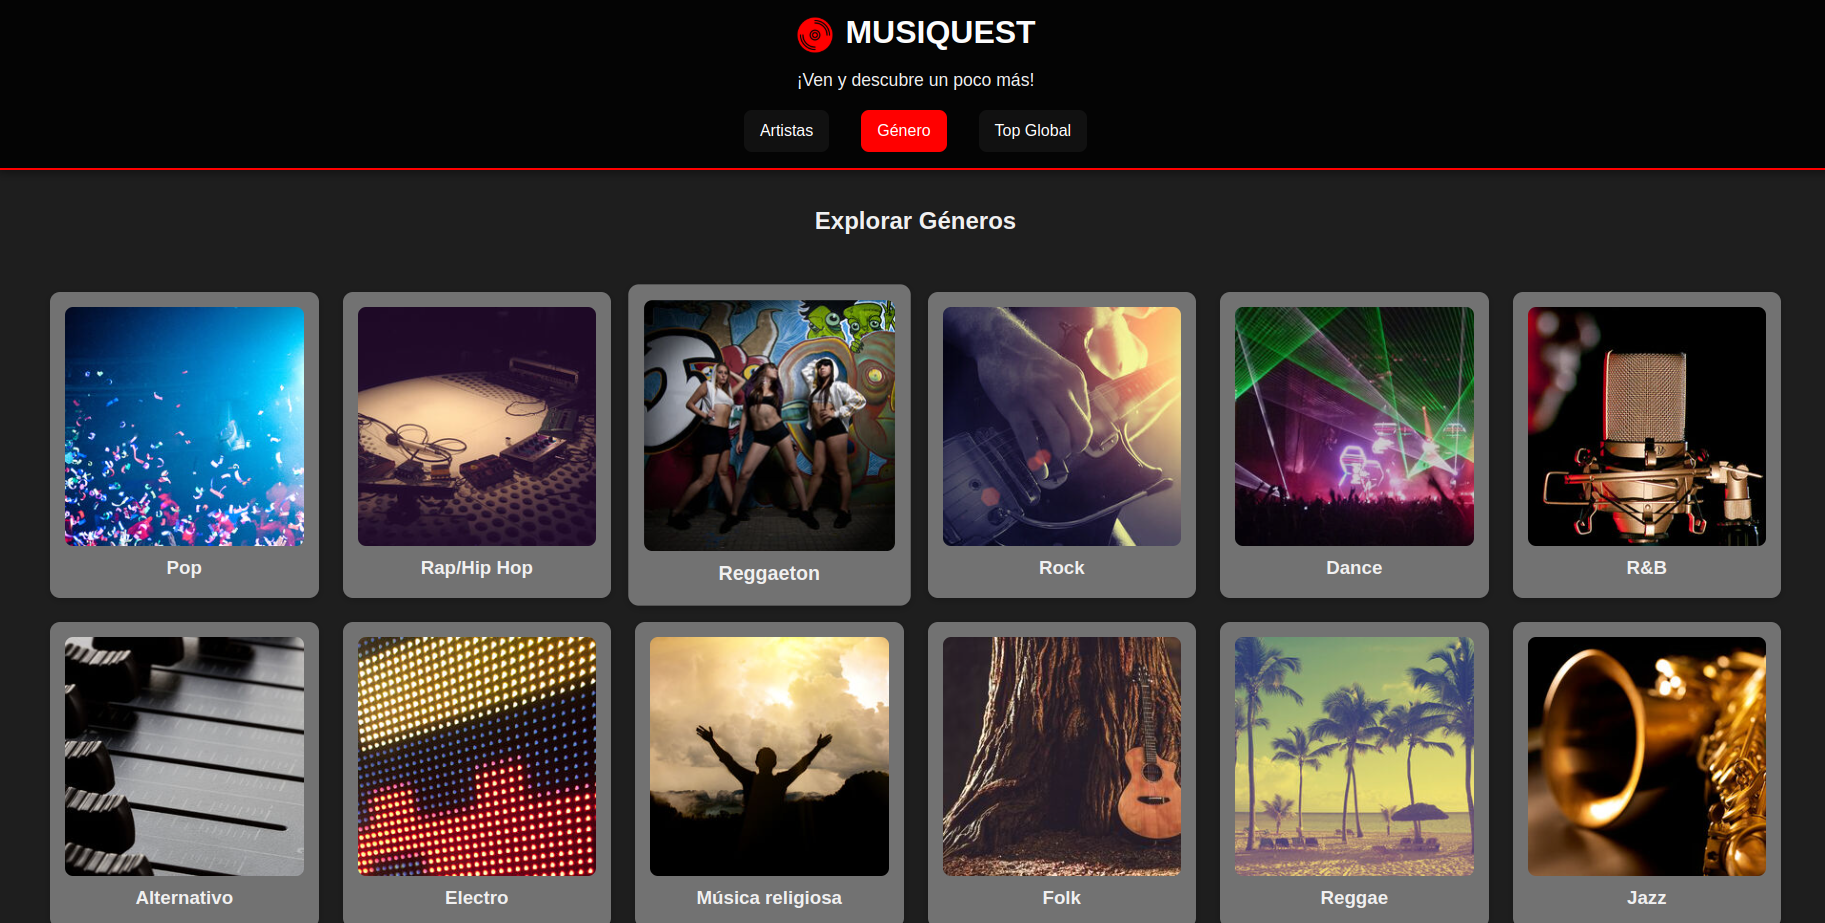 MUSIQUEST
¡Ven y descubre un poco más!
Artistas
Género
Top Global
Explorar Géneros
Pop
Rap/Hip Hop
Reggaeton
Rock
Dance
R&B
Alternativo
Electro
Música religiosa
Folk
Reggae
Jazz